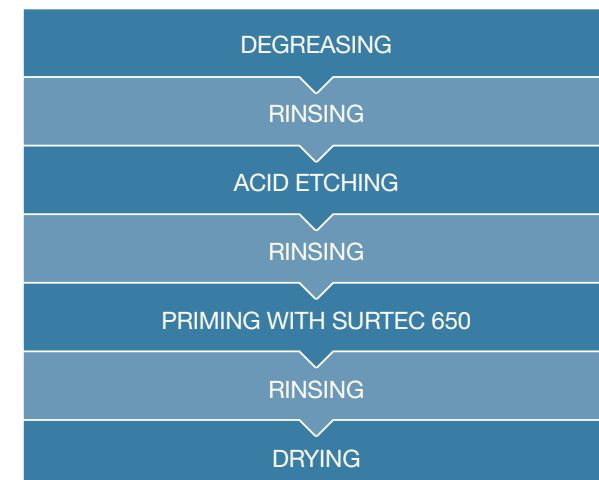 DEGREASING
RINSING
ACID ETCHING
RINSING
PRIMING WITH SURTEC 650
RINSING
DRYING